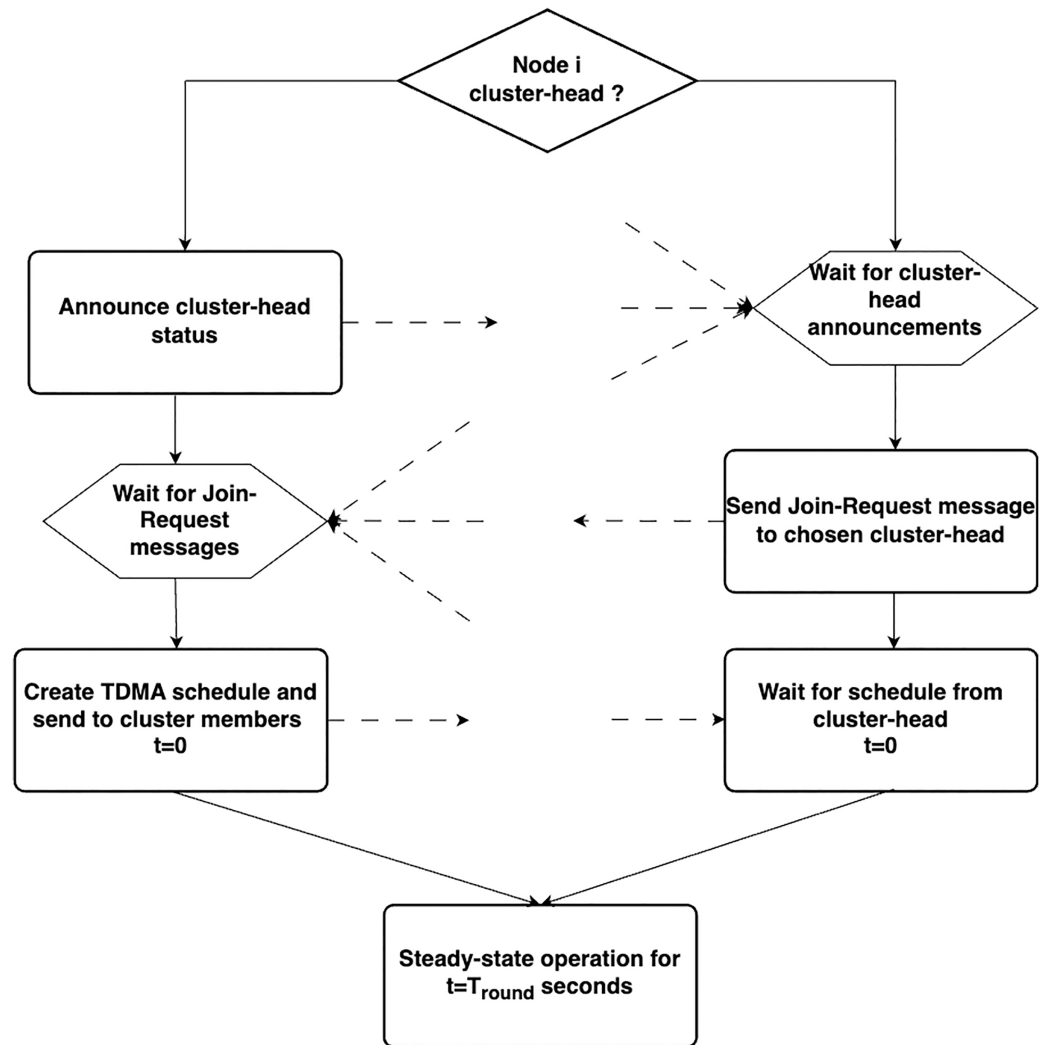 Node i
cluster-head ?
Announce cluster-head
status
Wait for cluster-
head
announcements
Wait for Join-
Request
messages
Send Join-Request message
to chosen cluster-head
Create TDMA schedule and
send to cluster members
t=0
Wait for schedule from
cluster-head
t=0
Steady-state operation for
t=Tround seconds